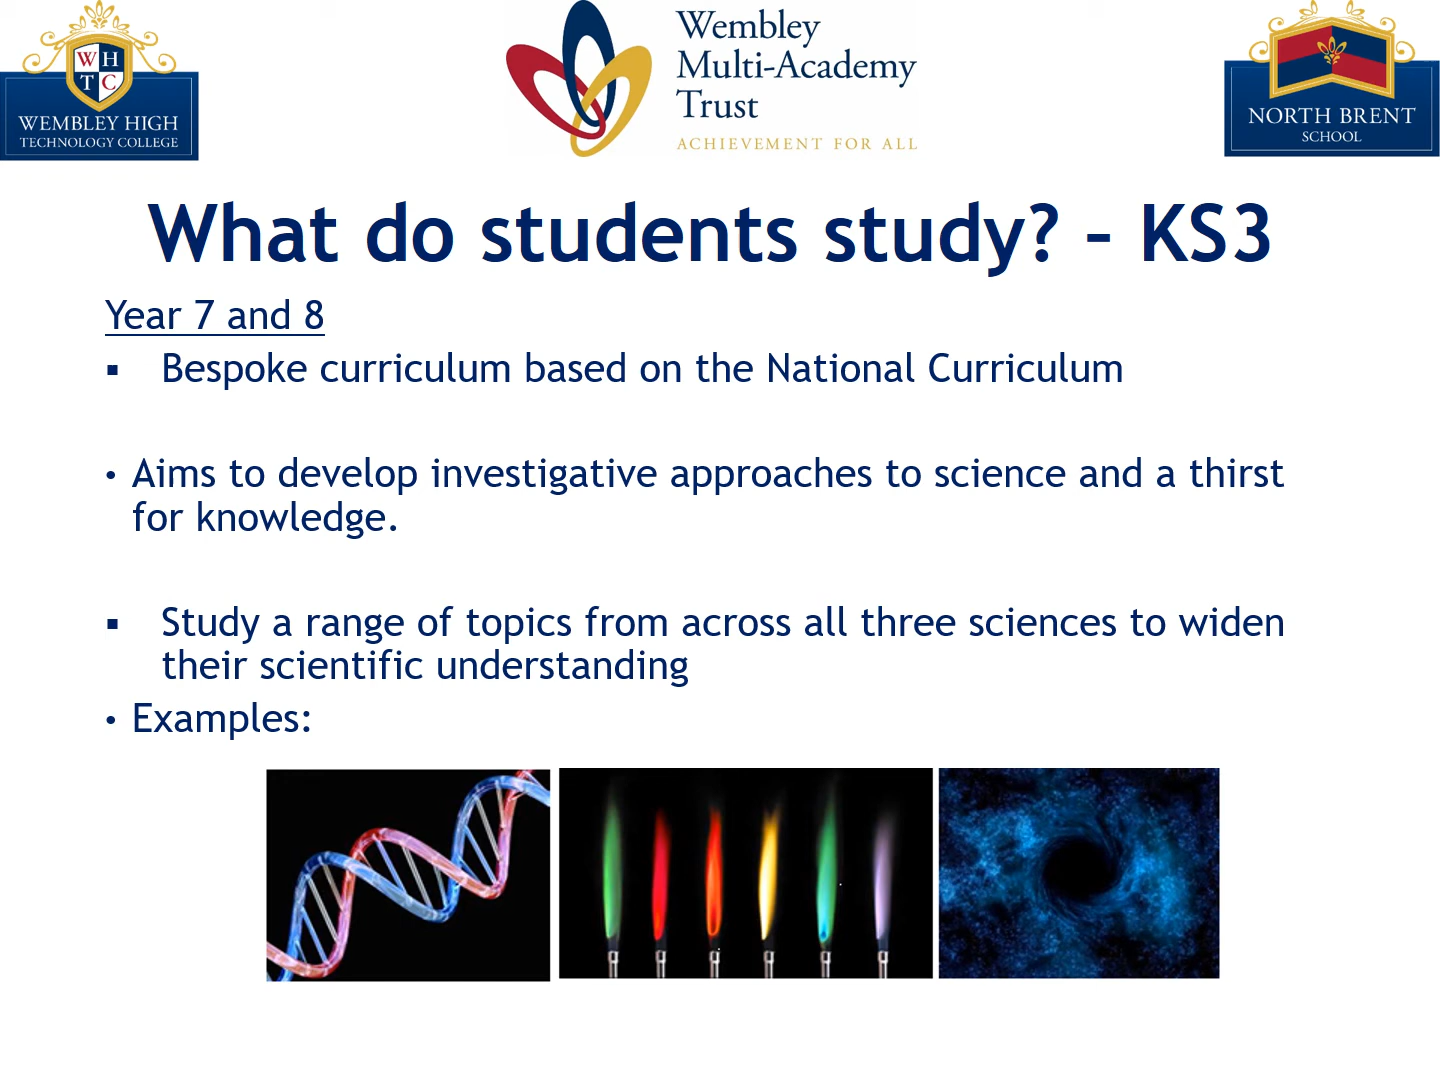 WHTC
WEMBLEY HIGH
TECHNOLOGY COLLEGE
Wembley
Multi-Academy
Trust
ACHIEVEMENT FOR ALL
NORTH BRENT
SCHOOL
What do students study? – KS3
Year 7 and 8
▪ Bespoke curriculum based on the National Curriculum
• Aims to develop investigative approaches to science and a thirst
for knowledge.
▪ Study a range of topics from across all three sciences to widen
their scientific understanding
• Examples: